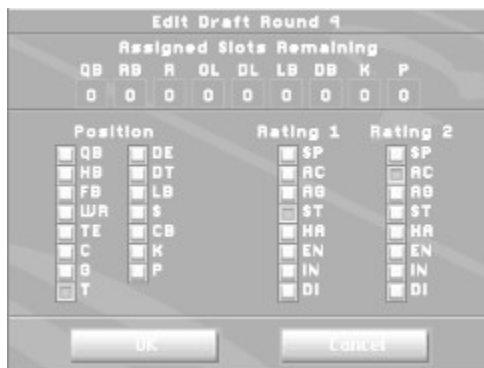 Edit Draft Round 9
Assigned Slots Remaining
QB RB R OL DL LB DB K P
0 0 0 0 0 0 0 0 0
Position
QB
HB
FB
WR
TE
C
G
T
DE
DT
LB
S
CB
K
P
Rating 1
SP
AC
AG
ST
HA
EN
IN
DI
Rating 2
SP
AC
AG
ST
HA
EN
IN
DI
OK
Cancel